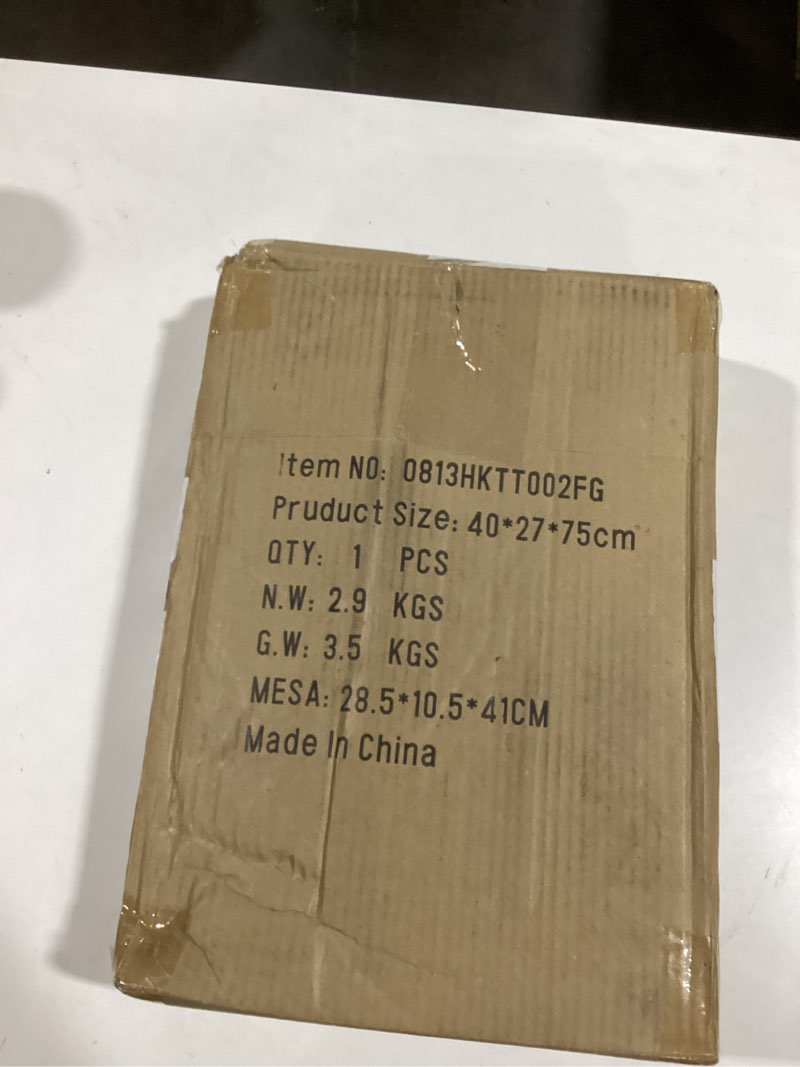 Item NO: 0813HKTT002FG
Pruduct Size: 40*27*75cm
QTY: 1 PCS
N.W: 2.9 KGS
G.W: 3.5 KGS
MESA: 28.5*10.5*41CM
Made In China